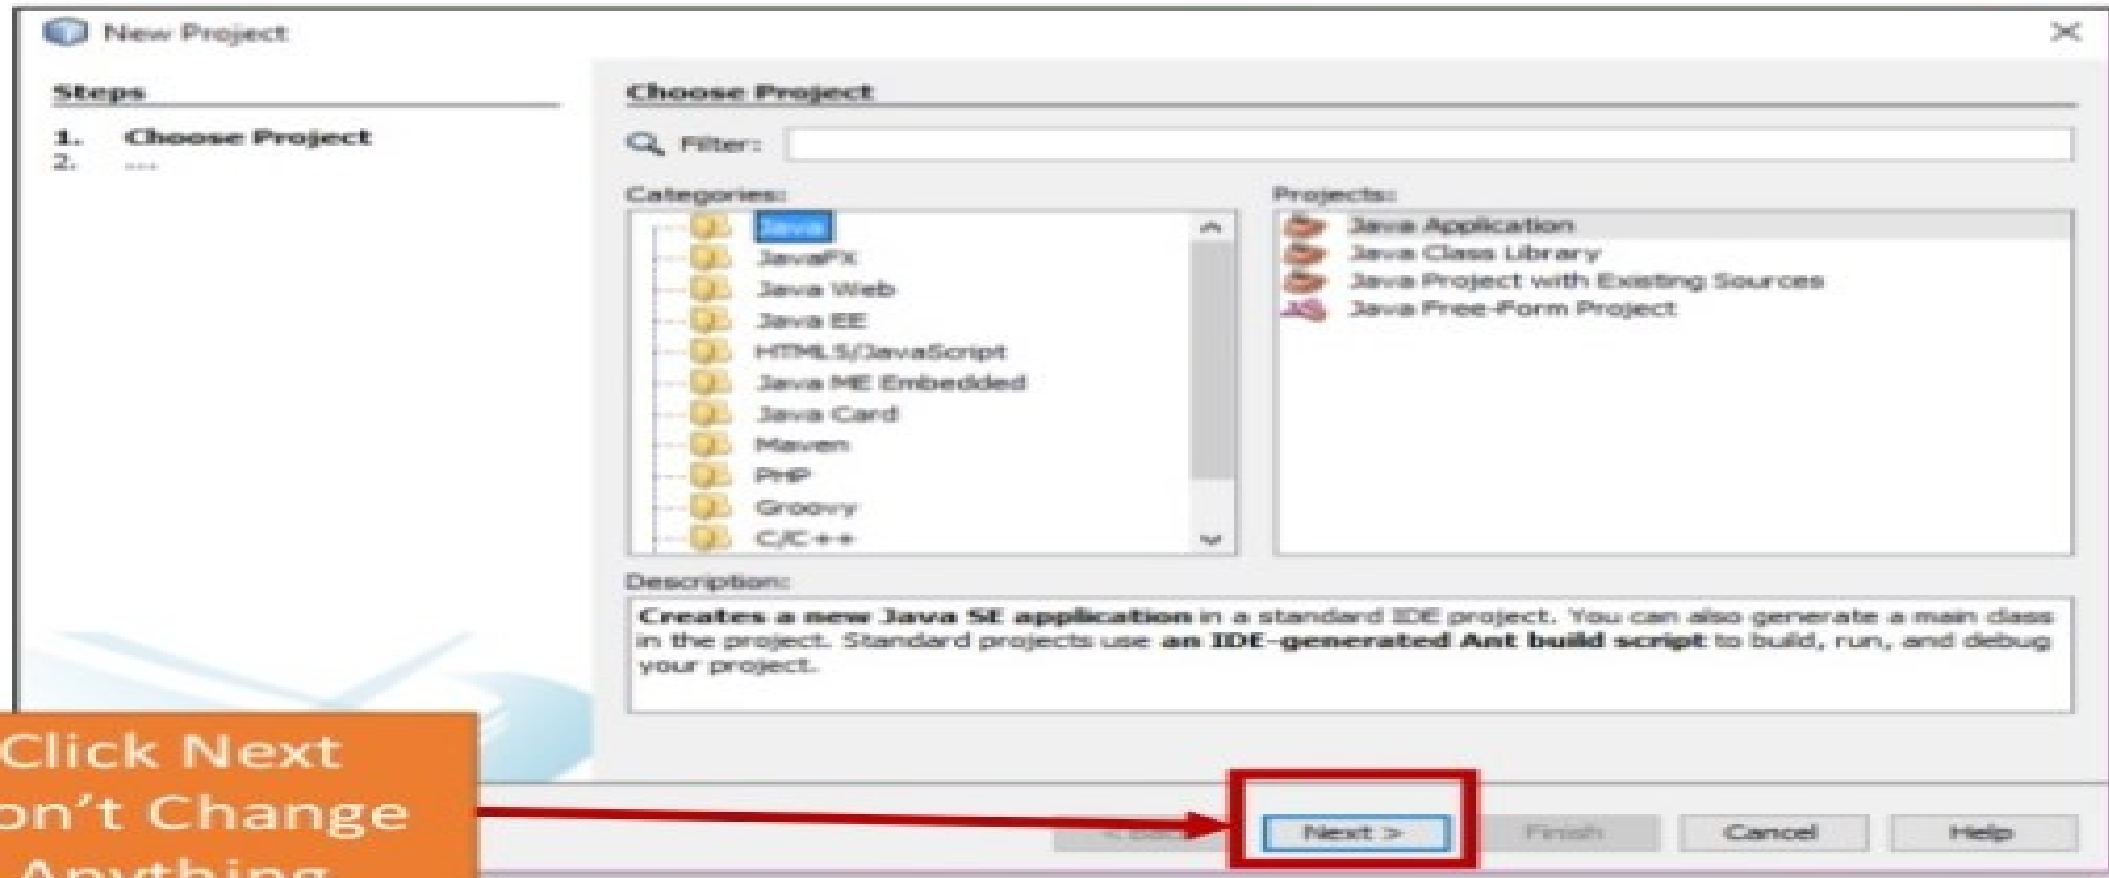 New Project
Steps
1. Choose Project
2. ...
Choose Project
Filter:
Categories:
Java
JavaFX
Java Web
Java EE
HTML5/JavaScript
Java ME Embedded
Java Card
Maven
PHP
Groovy
C/C++
Projects:
Java Application
Java Class Library
Java Project with Existing Sources
Java Free-Form Project
Description:
Creates a new Java SE application in a standard IDE project. You can also generate a main class
in the project. Standard projects use an IDE-generated Ant build script to build, run, and debug
your project.
Click Next
on't Change
Anything
Next >
Finish
Cancel
Help